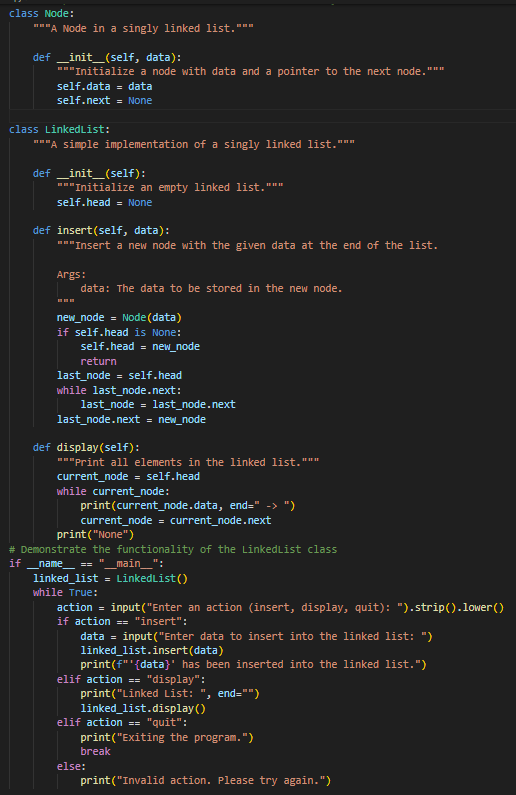 class Node:
    """A Node in a singly linked list."""

    def __init__(self, data):
        """Initialize a node with data and a pointer to the next node."""
        self.data = data
        self.next = None

class LinkedList:
    """A simple implementation of a singly linked list."""

    def __init__(self):
        """Initialize an empty linked list."""
        self.head = None

    def insert(self, data):
        """Insert a new node with the given data at the end of the list.

        Args:
            data: The data to be stored in the new node.
        """
        new_node = Node(data)
        if self.head is None:
            self.head = new_node
            return
        last_node = self.head
        while last_node.next:
            last_node = last_node.next
        last_node.next = new_node

    def display(self):
        """Print all elements in the linked list."""
        current_node = self.head
        while current_node:
            print(current_node.data, end=" -> ")
            current_node = current_node.next
        print("None")
# Demonstrate the functionality of the LinkedList class
if __name__ == "__main__":
    linked_list = LinkedList()
    while True:
        action = input("Enter an action (insert, display, quit): ").strip().lower()
        if action == "insert":
            data = input("Enter data to insert into the linked list: ")
            linked_list.insert(data)
            print(f"'{data}' has been inserted into the linked list.")
        elif action == "display":
            print("Linked List: ", end="")
            linked_list.display()
        elif action == "quit":
            print("Exiting the program.")
            break
        else:
            print("Invalid action. Please try again.")